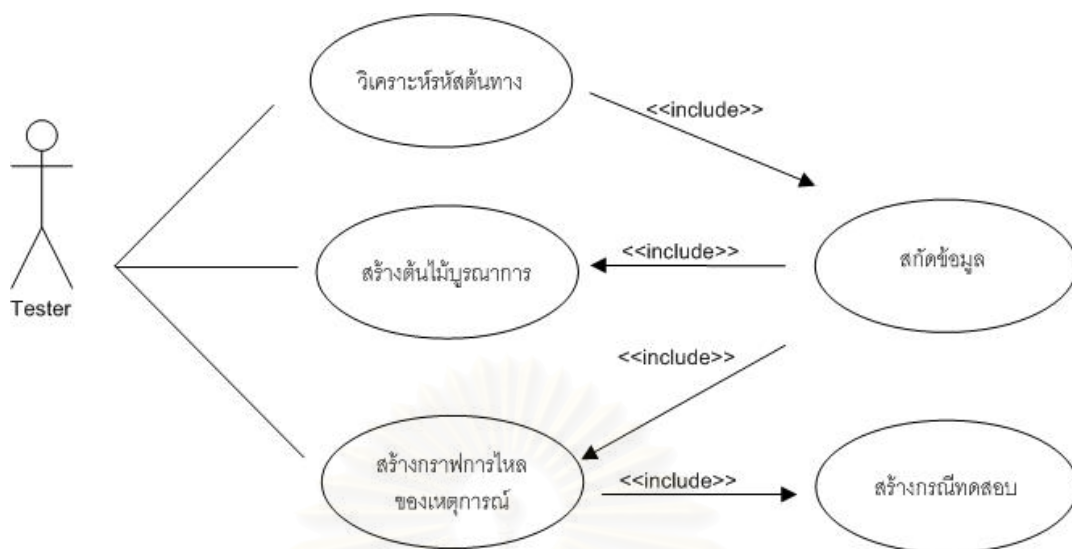 วิเคราะห์รหัสต้นทาง
<<include>>
Tester
สร้างต้นไม้บูรณาการ
<<include>>
สกัดข้อมูล
<<include>>
สร้างกราฟการไหล
ของเหตุการณ์
<<include>>
สร้างกรณีทดสอบ